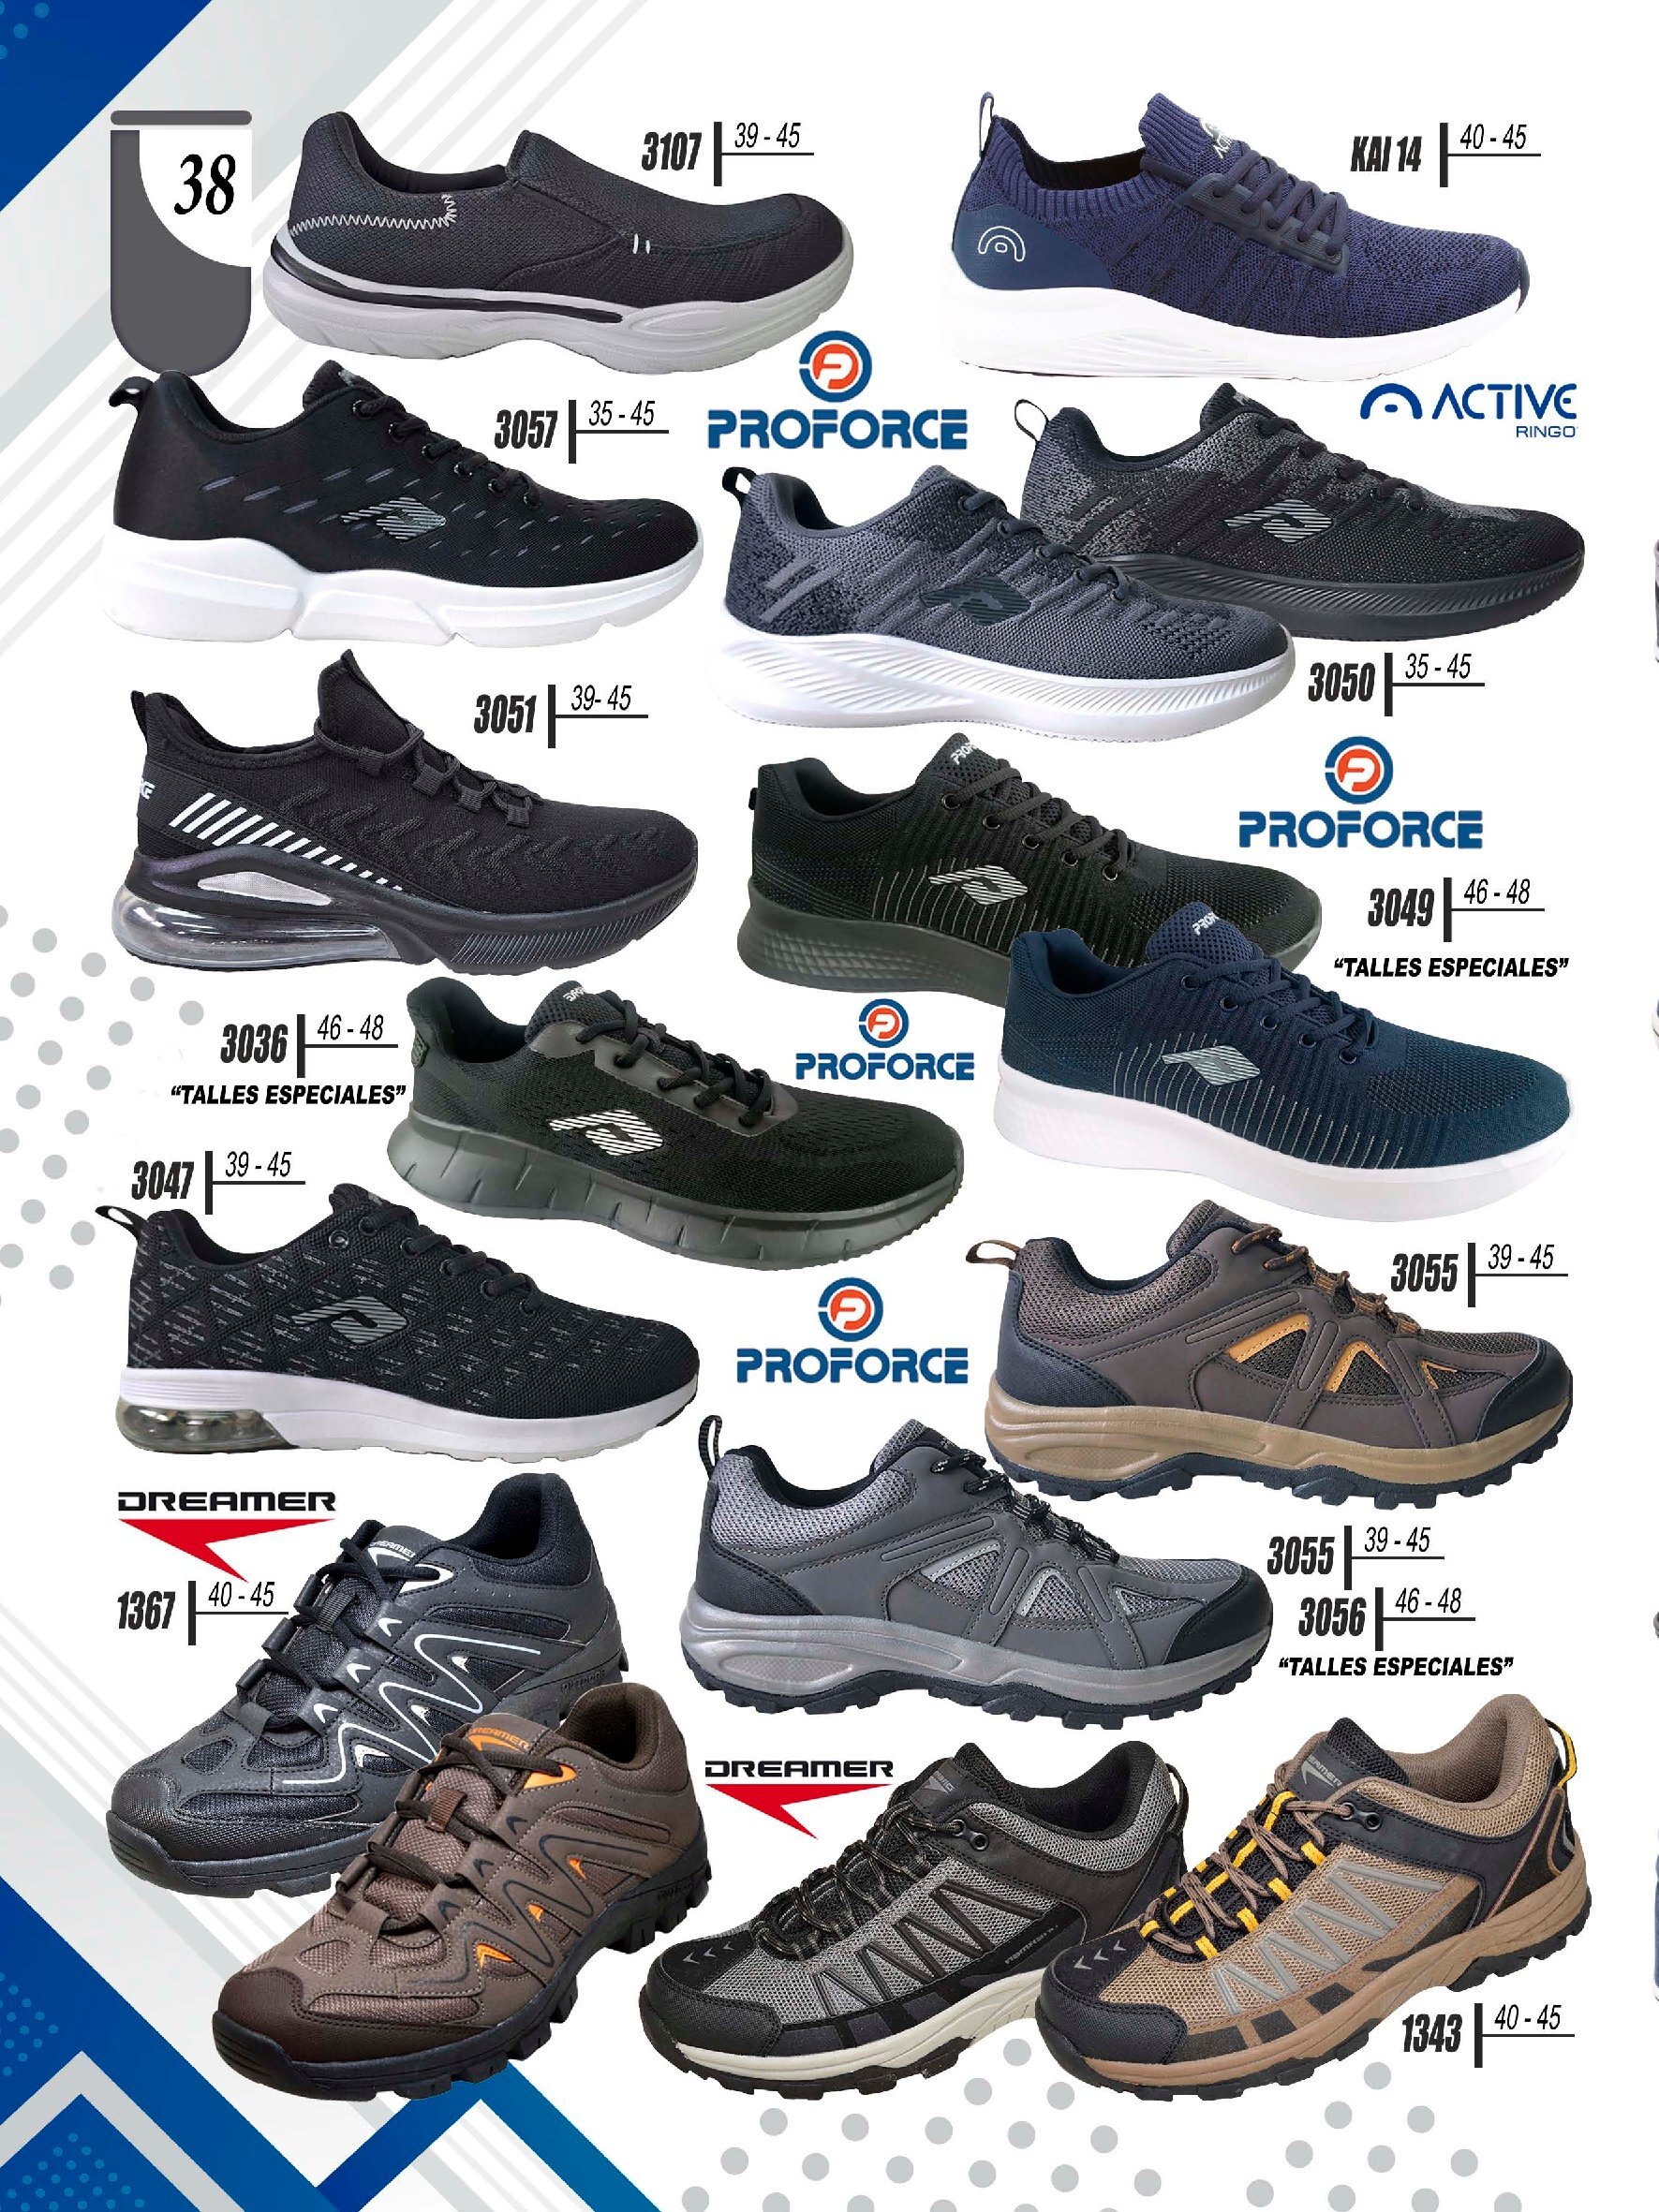 38
3107 39 - 45
KAI 14 40 - 45
PROFORCE
ACTIVE
RINGO
3057 35 - 45
3050 35 - 45
3051 39- 45
PROFORCE
3049 46 - 48
“TALLES ESPECIALES”
3036 46 - 48
“TALLES ESPECIALES”
PROFORCE
3047 39 - 45
3055 39 - 45
PROFORCE
DREAMER
1367 40 - 45
3055 39 - 45
3056 46 - 48
“TALLES ESPECIALES”
DREAMER
1343 40 - 45